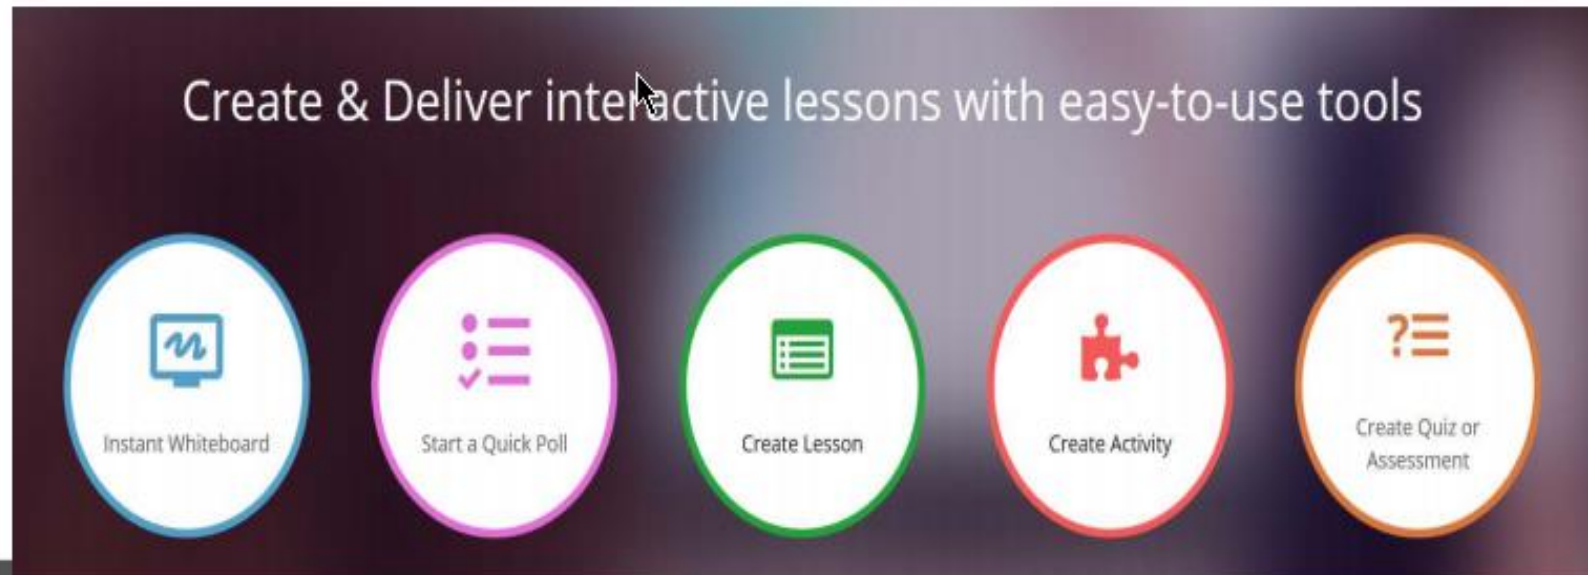 Create & Deliver interactive lessons with easy-to-use tools
Instant Whiteboard
Start a Quick Poll
Create Lesson
Create Activity
Create Quiz or
Assessment